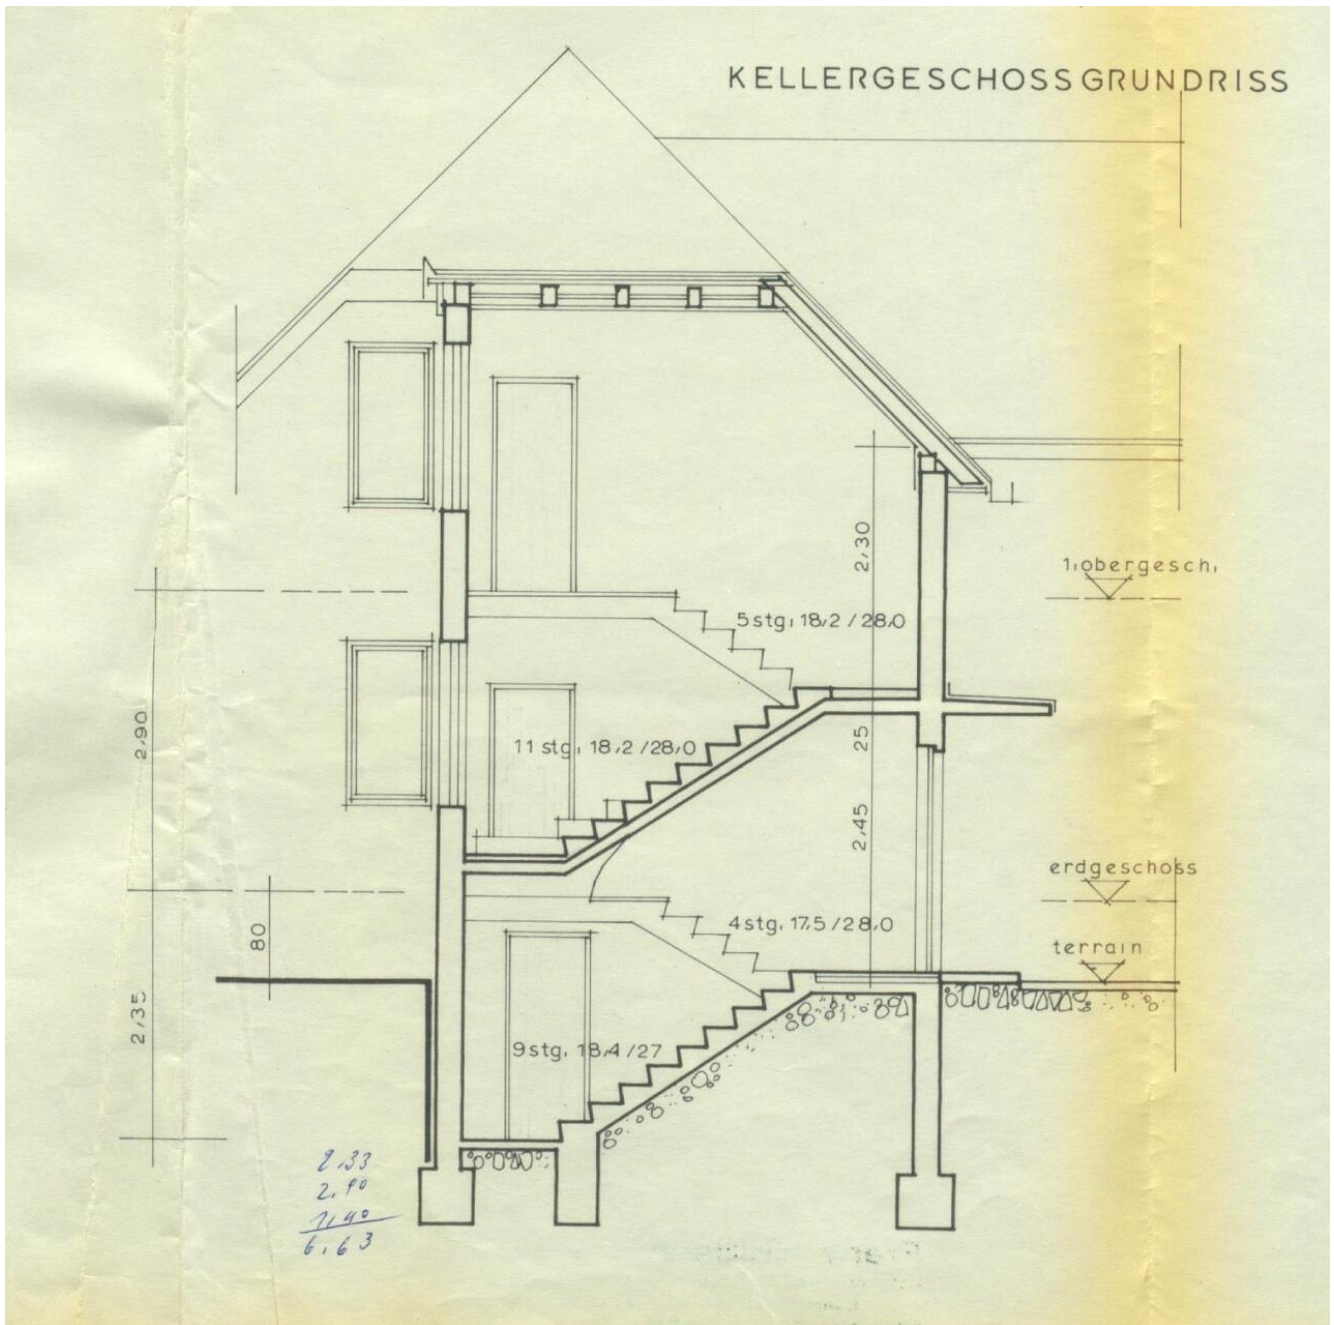 KELLERGESCHOSSGRUNDRISS
2,30
1,obergesch,
5stg, 18,2 / 28,0
2,90
11 stg, 18,2/28,0
25
2,45
erdgeschoss
4stg, 17,5 / 28,0
80
terrain
2,35
9stg, 18,4/27
2,33
2,90
1,40
6,63